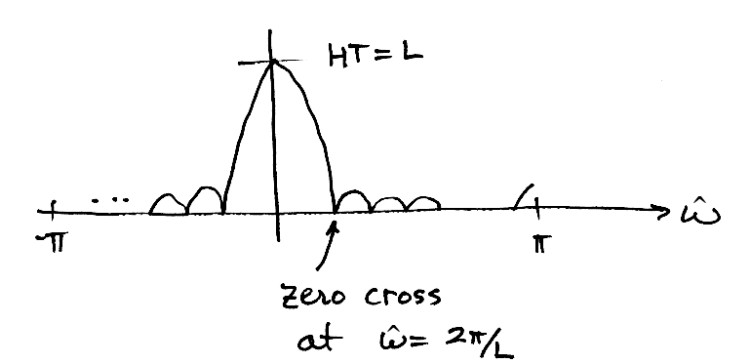 HT = L
...
-π π ω̂
zero cross
at ω̂ = 2π/L